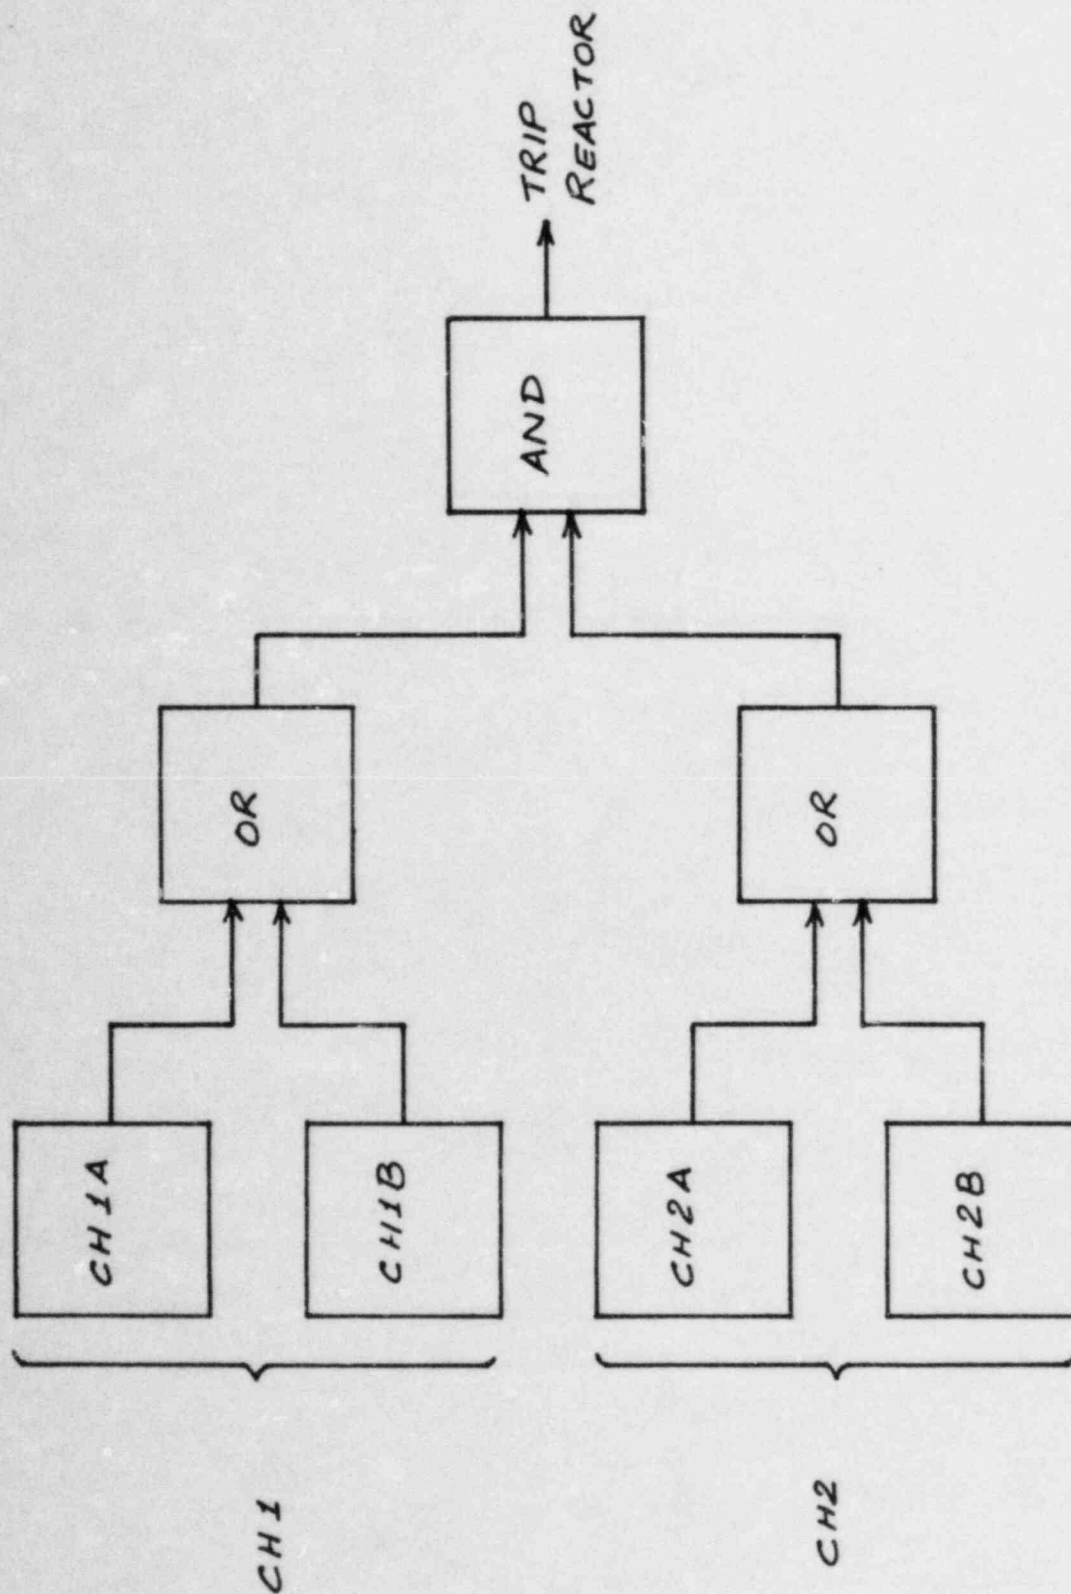 CH1
CH1A
CH1B
OR
CH2
CH2A
CH2B
OR
AND
TRIP
REACTOR